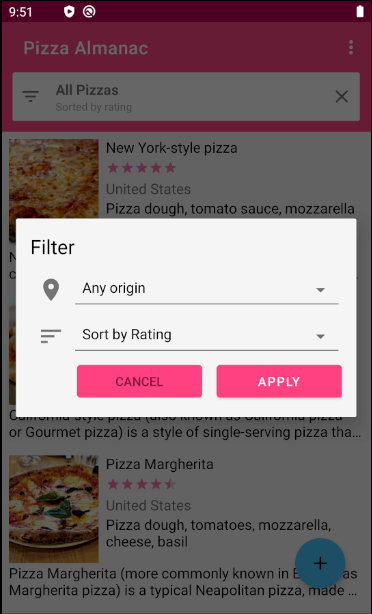 9:51
Pizza Almanac
All Pizzas
Sorted by rating
New York-style pizza
United States
Pizza dough, tomato sauce, mozzarella
Filter
Any origin
Sort by Rating
CANCEL
APPLY
California-style pizza (also known as California pizza
or Gourmet pizza) is a style of single-serving pizza tha...
Pizza Margherita
United States
Pizza dough, tomatoes, mozzarella,
cheese, basil
Pizza Margherita (more commonly known in E
Margherita pizza) is a typical Neapolitan pizza, made ...